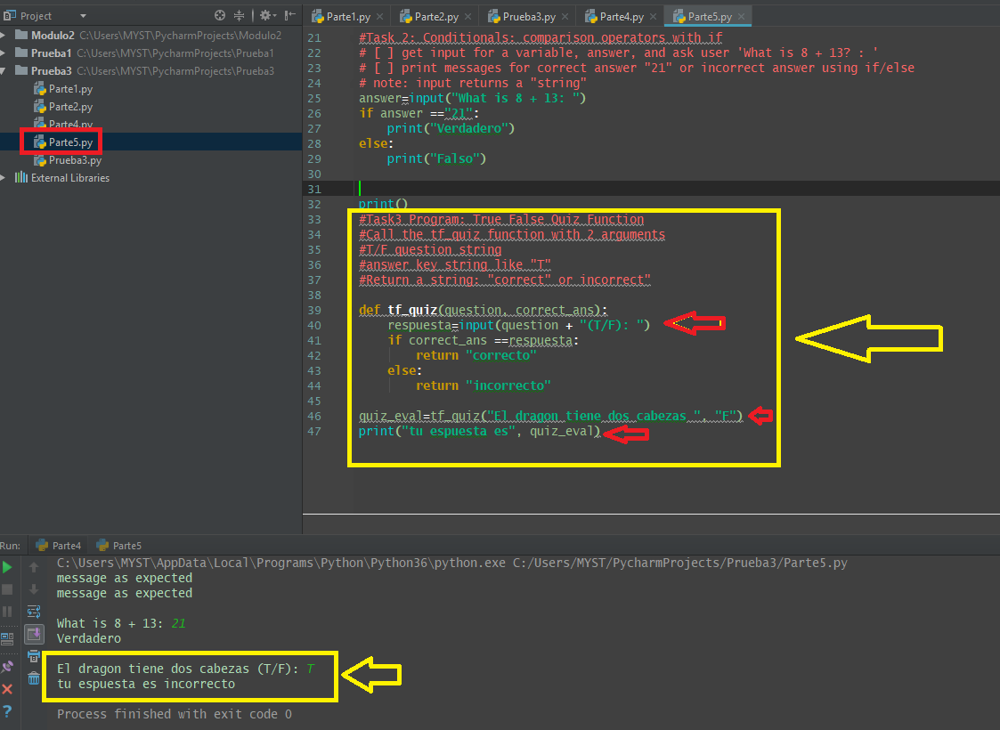 Project
Parte1.py
Parte2.py
Prueba3.py
Parte4.py
Parte5.py
Modulo2 C:\Users\MYST\PycharmProjects\Modulo2
Prueba1 C:\Users\MYST\PycharmProjects\Prueba1
Prueba3 C:\Users\MYST\PycharmProjects\Prueba3
Parte1.py
Parte2.py
Parte4.py
Parte5.py
Prueba3.py
External Libraries
21 #Task 2: Conditionals: comparison operators with if
22 # [ ] get input for a variable, answer, and ask user 'What is 8 + 13? : '
23 # [ ] print messages for correct answer "21" or incorrect answer using if/else
24 # note: input returns a "string"
25 answer=input("What is 8 + 13: ")
26 if answer =="21":
27 print("Verdadero")
28 else:
29 print("Falso")
30
31
32 print()
33 #Task3 Program: True False Quiz Function
34 #Call the tf_quiz function with 2 arguments
35 #T/F question string
36 #answer key string like "T"
37 #Return a string: "correct" or incorrect"
38
39 def tf_quiz(question, correct_ans):
40 respuesta=input(question + "(T/F): ")
41 if correct_ans ==respuesta:
42 return "correcto"
43 else:
44 return "incorrecto"
45
46 quiz_eval=tf_quiz("El dragon tiene dos cabezas ", "F")
47 print("tu espuesta es", quiz_eval)
Run: Parte4 Parte5
C:\Users\MYST\AppData\Local\Programs\Python\Python36\python.exe C:/Users/MYST/PycharmProjects/Prueba3/Parte5.py
message as expected
message as expected
What is 8 + 13: 21
Verdadero
El dragon tiene dos cabezas (T/F): T
tu espuesta es incorrecto
Process finished with exit code 0